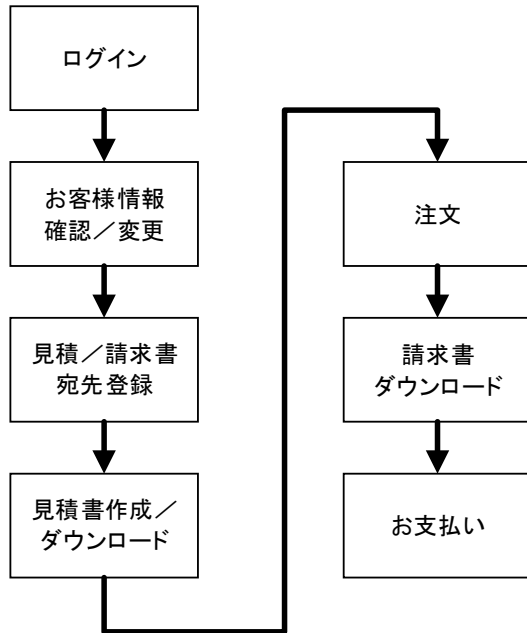 ログイン
お客様情報
確認／変更
見積／請求書
宛先登録
見積書作成／
ダウンロード
注文
請求書
ダウンロード
お支払い